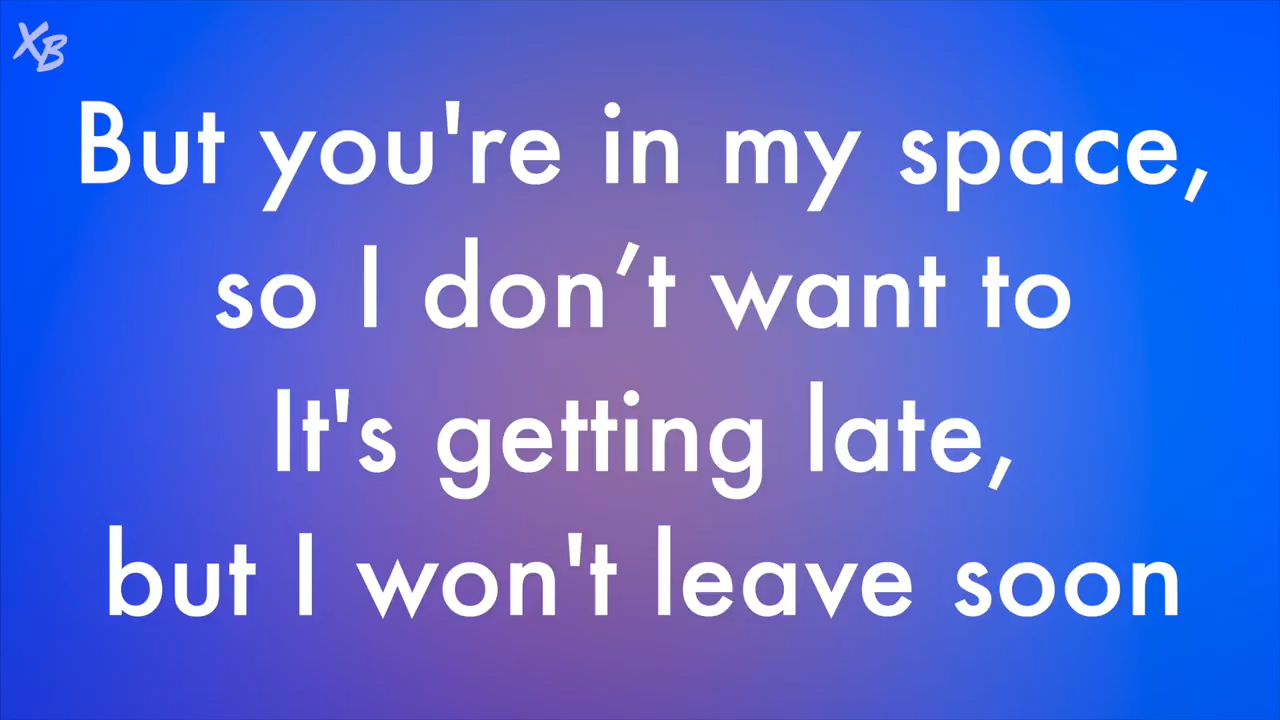 XB
But you're in my space,
so I don’t want to
It's getting late,
but I won't leave soon